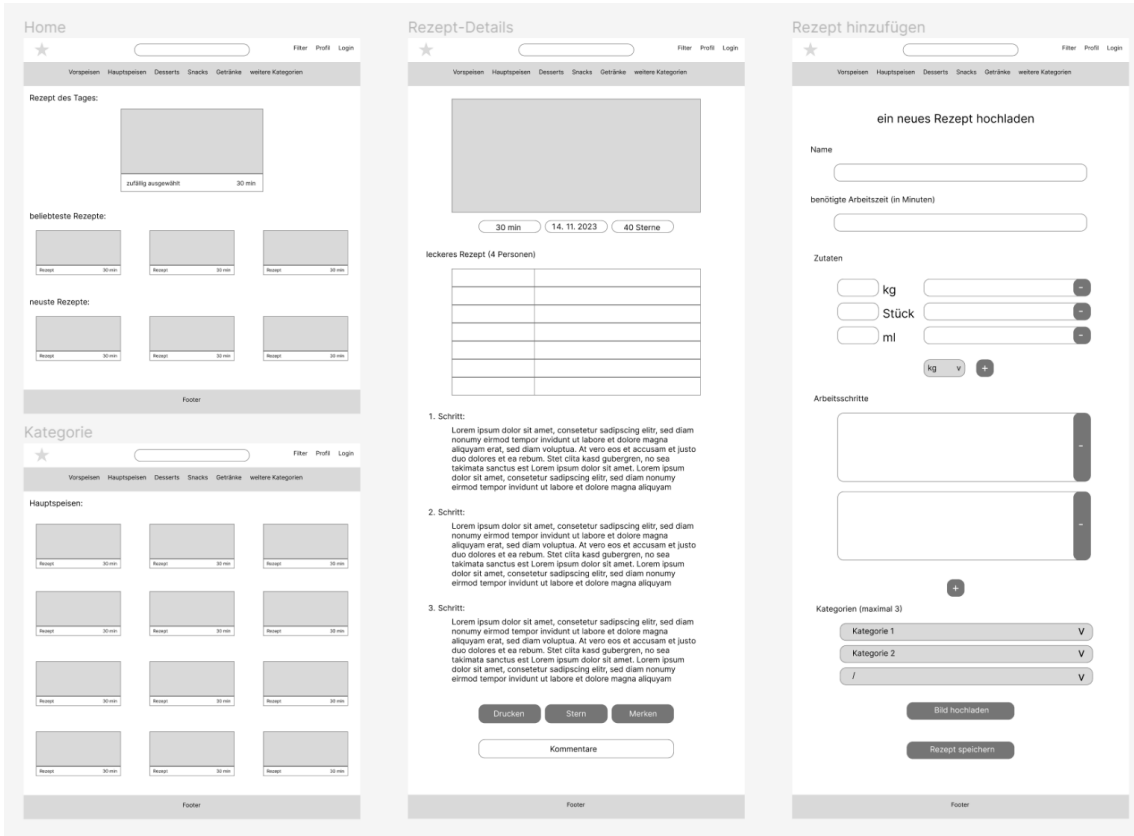 Home
Filter Profil Login
Vorspeisen Hauptspeisen Desserts Snacks Getränke weitere Kategorien
Rezept des Tages:
zufällig ausgewählt 30 min
beliebteste Rezepte:
Rezept 30 min Rezept 30 min Rezept 30 min
neuste Rezepte:
Rezept 30 min Rezept 30 min Rezept 30 min
Footer
Kategorie
Filter Profil Login
Vorspeisen Hauptspeisen Desserts Snacks Getränke weitere Kategorien
Hauptspeisen:
Rezept 30 min Rezept 30 min Rezept 30 min
Rezept 30 min Rezept 30 min Rezept 30 min
Rezept 30 min Rezept 30 min Rezept 30 min
Rezept 30 min Rezept 30 min Rezept 30 min
Footer
Rezept-Details
Filter Profil Login
Vorspeisen Hauptspeisen Desserts Snacks Getränke weitere Kategorien
30 min 14. 11. 2023 40 Sterne
leckeres Rezept (4 Personen)
1. Schritt:
Lorem ipsum dolor sit amet, consetetur sadipscing elitr, sed diam
nonumy eirmod tempor invidunt ut labore et dolore magna
aliquyam erat, sed diam voluptua. At vero eos et accusam et justo
duo dolores et ea rebum. Stet clita kasd gubergren, no sea
takimata sanctus est Lorem ipsum dolor sit amet. Lorem ipsum
dolor sit amet, consetetur sadipscing elitr, sed diam nonumy
eirmod tempor invidunt ut labore et dolore magna aliquyam
2. Schritt:
Lorem ipsum dolor sit amet, consetetur sadipscing elitr, sed diam
nonumy eirmod tempor invidunt ut labore et dolore magna
aliquyam erat, sed diam voluptua. At vero eos et accusam et justo
duo dolores et ea rebum. Stet clita kasd gubergren, no sea
takimata sanctus est Lorem ipsum dolor sit amet. Lorem ipsum
dolor sit amet, consetetur sadipscing elitr, sed diam nonumy
eirmod tempor invidunt ut labore et dolore magna aliquyam
3. Schritt:
Lorem ipsum dolor sit amet, consetetur sadipscing elitr, sed diam
nonumy eirmod tempor invidunt ut labore et dolore magna
aliquyam erat, sed diam voluptua. At vero eos et accusam et justo
duo dolores et ea rebum. Stet clita kasd gubergren, no sea
takimata sanctus est Lorem ipsum dolor sit amet. Lorem ipsum
dolor sit amet, consetetur sadipscing elitr, sed diam nonumy
eirmod tempor invidunt ut labore et dolore magna aliquyam
Drucken Stern Merken
Kommentare
Footer
Rezept hinzufügen
Filter Profil Login
Vorspeisen Hauptspeisen Desserts Snacks Getränke weitere Kategorien
ein neues Rezept hochladen
Name
benötigte Arbeitszeit (in Minuten)
Zutaten
kg -
Stück -
ml -
kg v +
Arbeitsschritte
-
-
+
Kategorien (maximal 3)
Kategorie 1 V
Kategorie 2 V
/ V
Bild hochladen
Rezept speichern
Footer